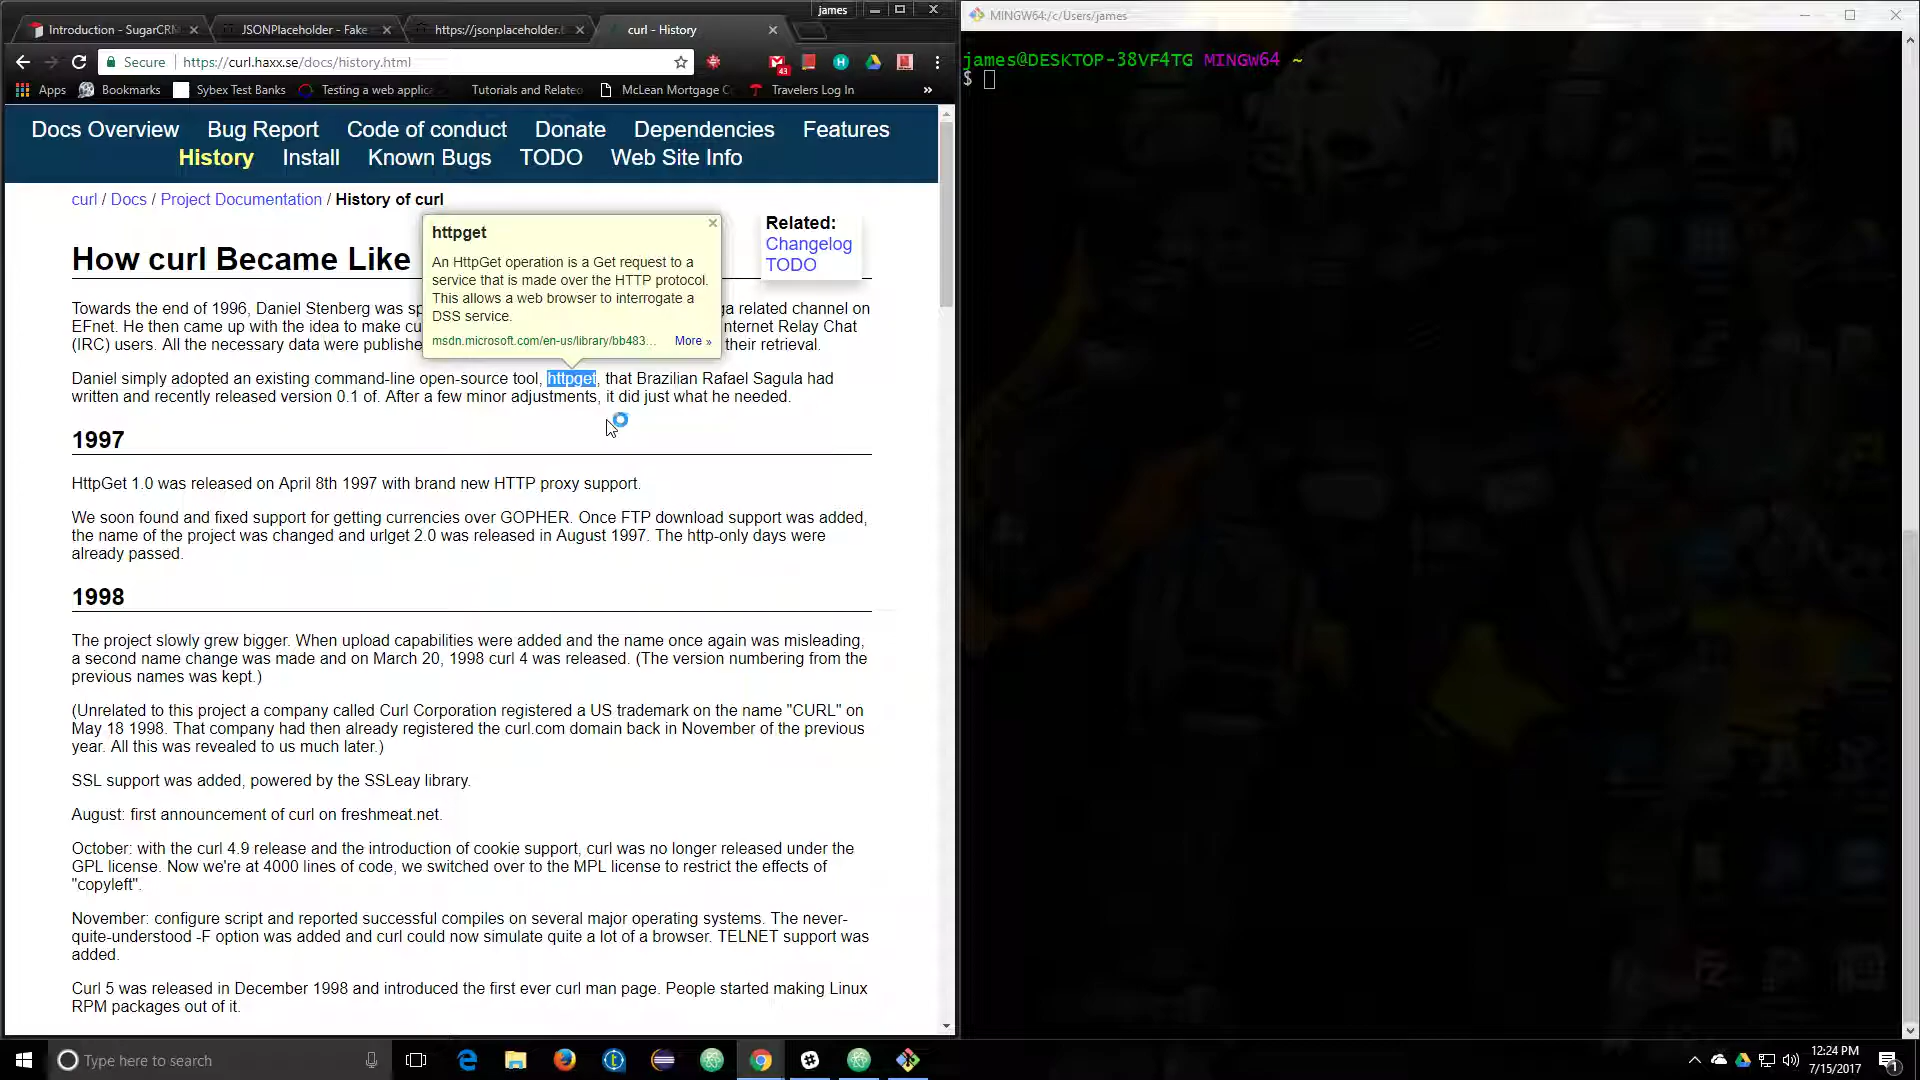 james
Introduction - SugarCRM
JSONPlaceholder - Fake
https://jsonplaceholder.
curl - History
Secure
https://curl.haxx.se/docs/history.html
43
Apps
Bookmarks
Sybex Test Banks
Testing a web applic
Tutorials and Relate
McLean Mortgage C
Travelers Log In
»
Docs Overview Bug Report Code of conduct Donate Dependencies Features
History Install Known Bugs TODO Web Site Info
curl / Docs / Project Documentation / History of curl
Related:
Changelog
TODO
How curl Became Like
Towards the end of 1996, Daniel Stenberg was sp
ga related channel on
EFnet. He then came up with the idea to make cu
nternet Relay Chat
(IRC) users. All the necessary data were publishe
their retrieval.
httpget
An HttpGet operation is a Get request to a
service that is made over the HTTP protocol.
This allows a web browser to interrogate a
DSS service.
msdn.microsoft.com/en-us/library/bb483... More »
Daniel simply adopted an existing command-line open-source tool, httpget, that Brazilian Rafael Sagula had
written and recently released version 0.1 of. After a few minor adjustments, it did just what he needed.
1997
HttpGet 1.0 was released on April 8th 1997 with brand new HTTP proxy support.
We soon found and fixed support for getting currencies over GOPHER. Once FTP download support was added,
the name of the project was changed and urlget 2.0 was released in August 1997. The http-only days were
already passed.
1998
The project slowly grew bigger. When upload capabilities were added and the name once again was misleading,
a second name change was made and on March 20, 1998 curl 4 was released. (The version numbering from the
previous names was kept.)
(Unrelated to this project a company called Curl Corporation registered a US trademark on the name "CURL" on
May 18 1998. That company had then already registered the curl.com domain back in November of the previous
year. All this was revealed to us much later.)
SSL support was added, powered by the SSLeay library.
August: first announcement of curl on freshmeat.net.
October: with the curl 4.9 release and the introduction of cookie support, curl was no longer released under the
GPL license. Now we're at 4000 lines of code, we switched over to the MPL license to restrict the effects of
"copyleft".
November: configure script and reported successful compiles on several major operating systems. The never-
quite-understood -F option was added and curl could now simulate quite a lot of a browser. TELNET support was
added.
Curl 5 was released in December 1998 and introduced the first ever curl man page. People started making Linux
RPM packages out of it.
MINGW64:/c/Users/james
james@DESKTOP-38VF4TG MINGW64 ~
$
Type here to search
12:24 PM
7/15/2017
1